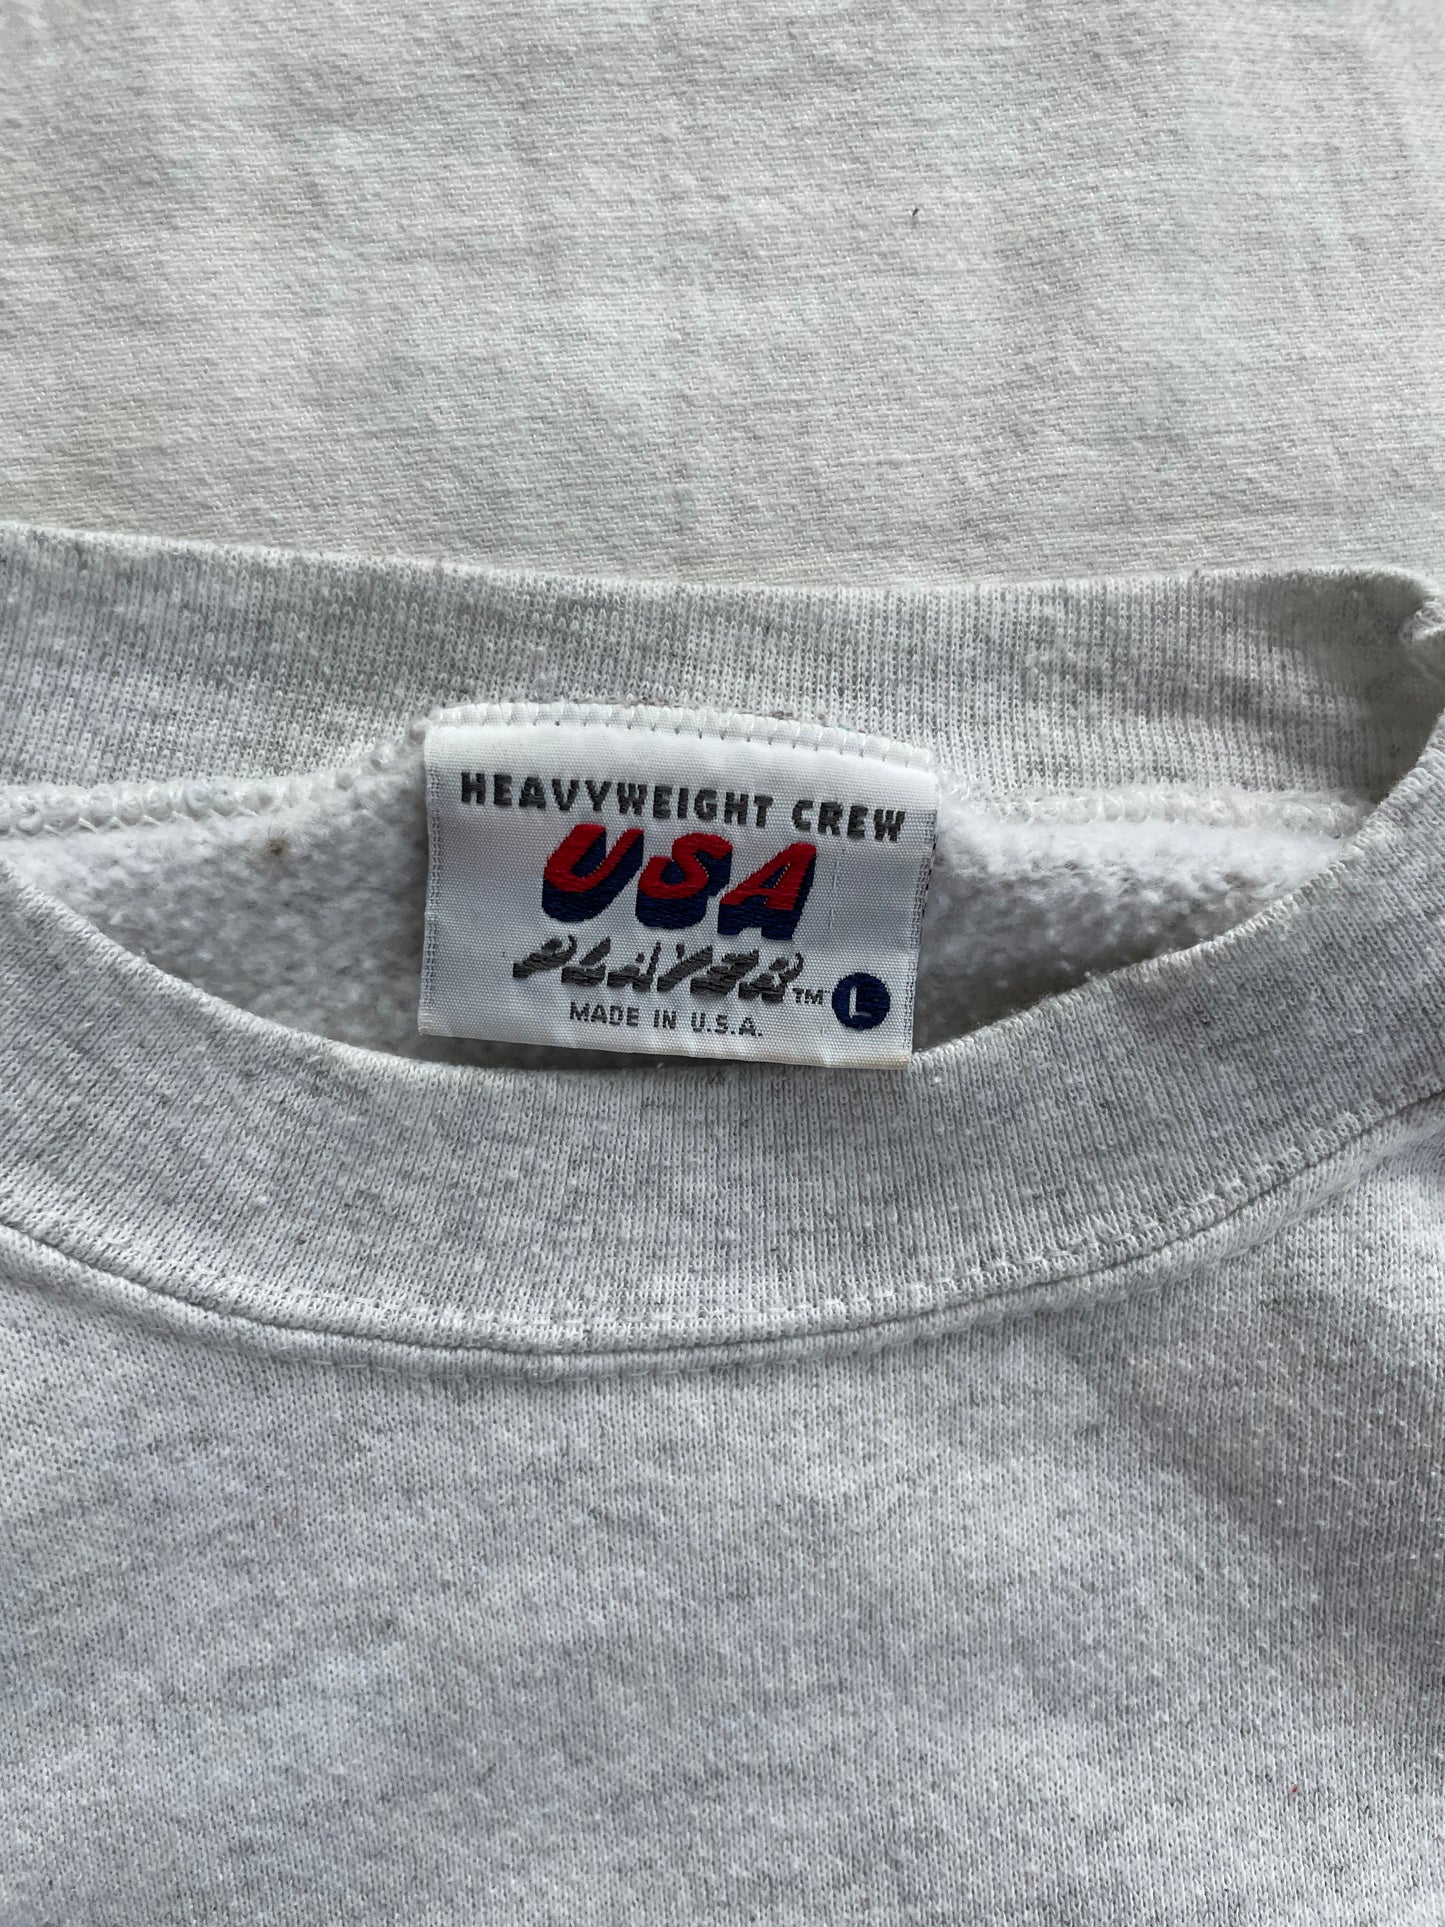 HEAVYWEIGHT CREW
USA
PLAYER™ L
MADE IN U.S.A.